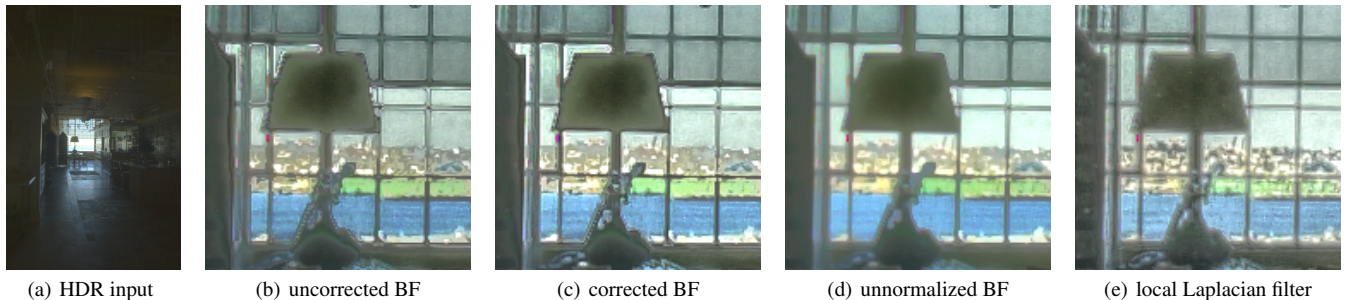 (a) HDR input
(b) uncorrected BF
(c) corrected BF
(d) unnormalized BF
(e) local Laplacian filter